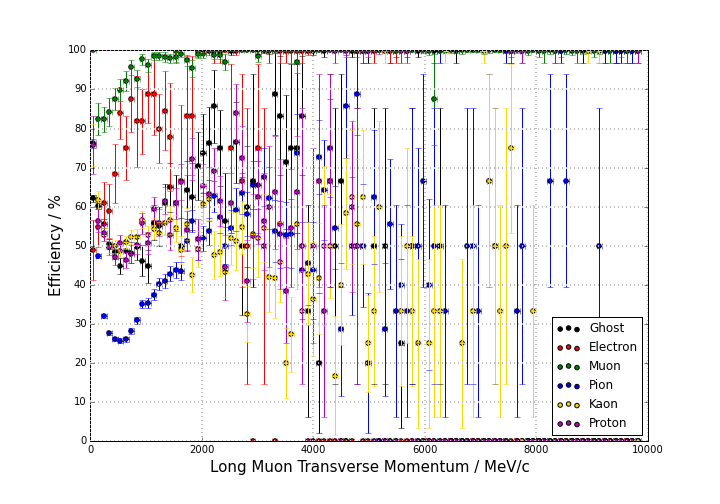 100
90
80
70
60
50
40
30
20
10
0
Efficiency / %
Ghost
Electron
Muon
Pion
Kaon
Proton
0 2000 4000 6000 8000 10000
Long Muon Transverse Momentum / MeV/c